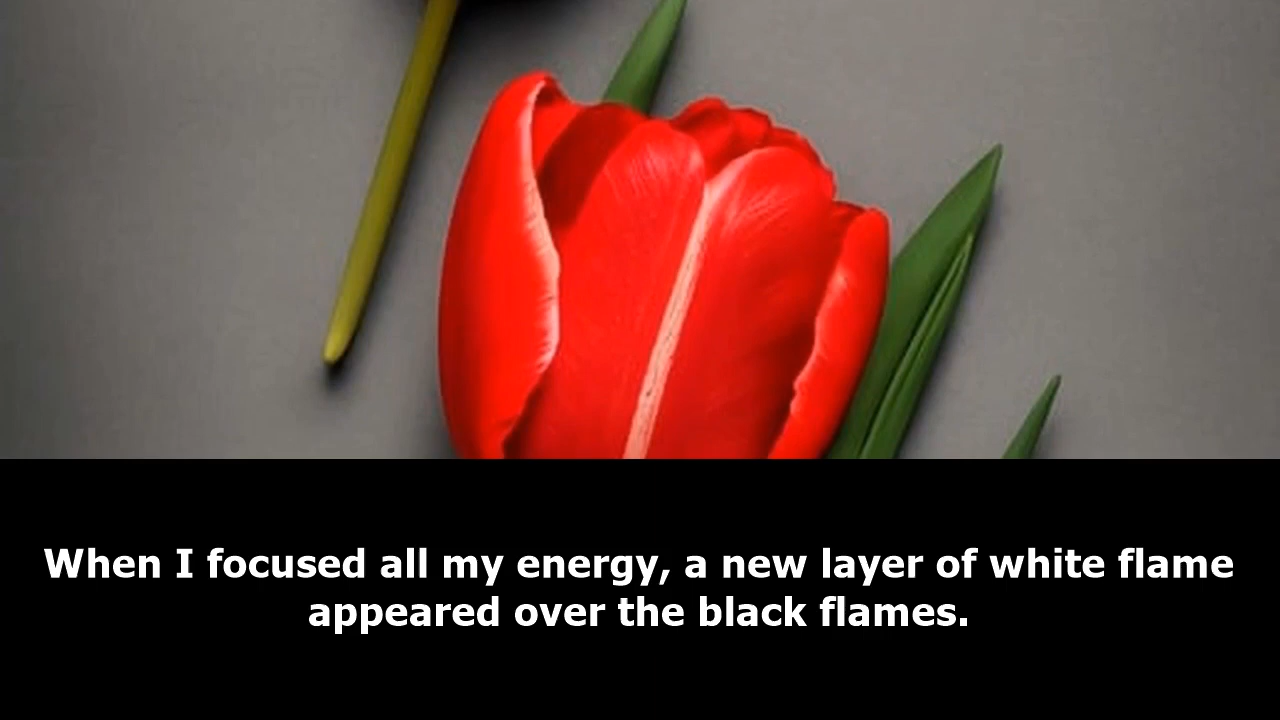 When I focused all my energy, a new layer of white flame
appeared over the black flames.